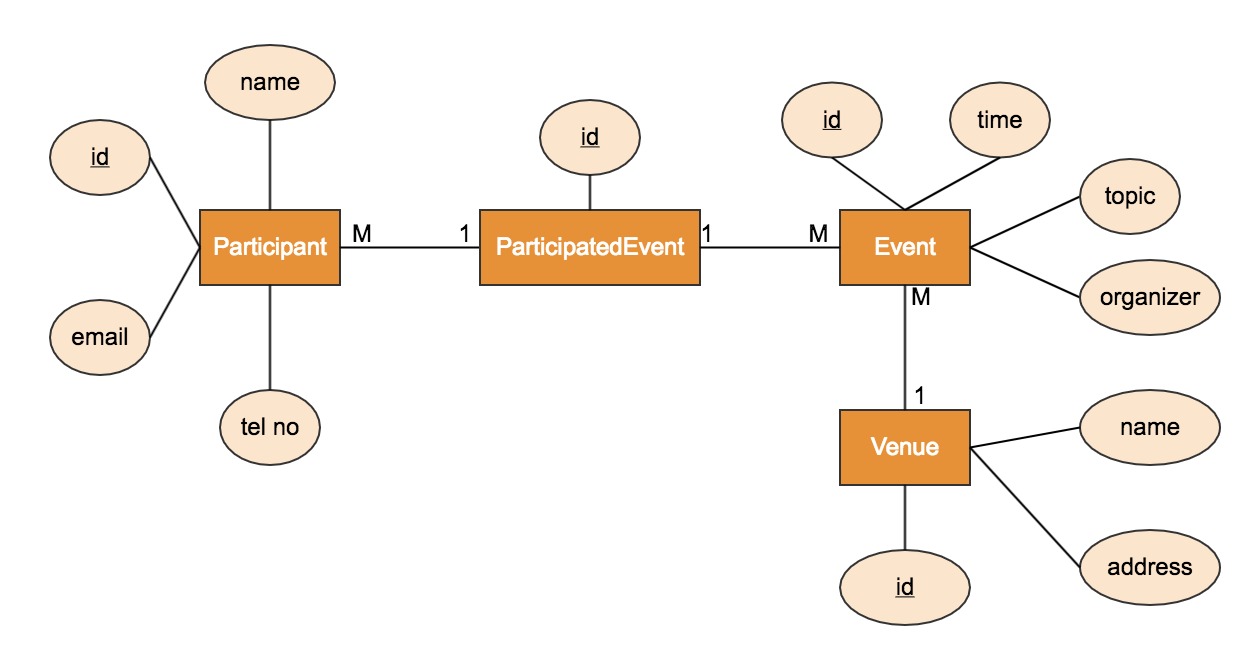 name
id
id
id
time
topic
Participant
M
1
ParticipatedEvent
1
M
Event
M
organizer
email
tel no
1
Venue
name
address
id